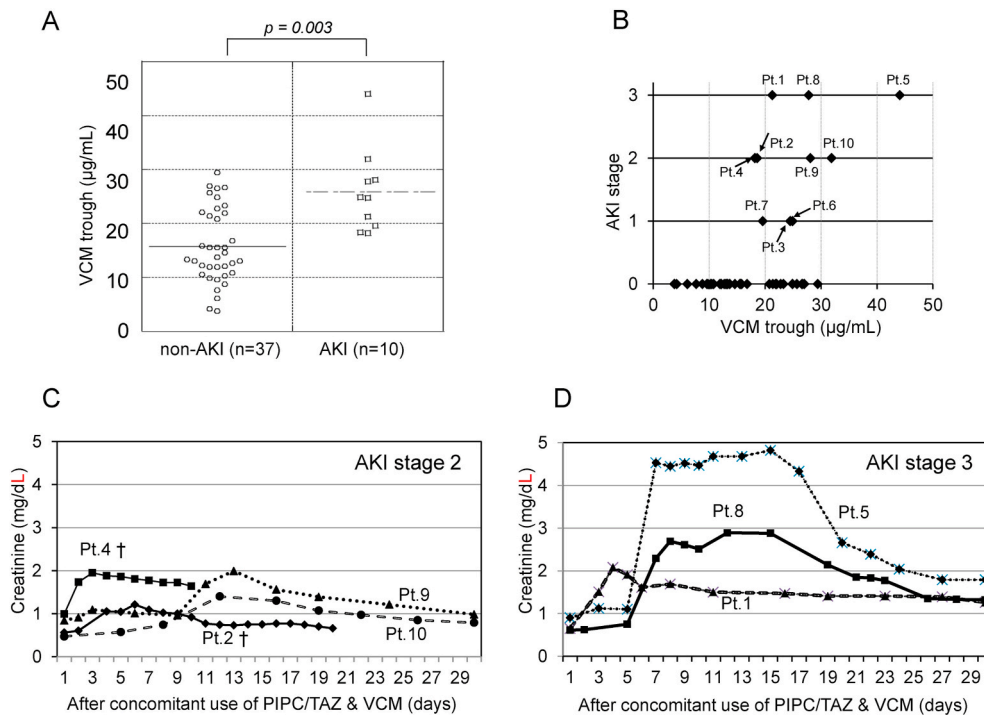 A
p = 0.003
VCM trough (µg/mL)
50
40
30
20
10
0
non-AKI (n=37)
AKI (n=10)
B
AKI stage
3
2
1
0
Pt.1
Pt.8
Pt.5
Pt.2
Pt.10
Pt.4
Pt.9
Pt.7
Pt.6
Pt.3
0 10 20 30 40 50
VCM trough (µg/mL)
C
Creatinine (mg/dL)
5
4
3
2
1
0
AKI stage 2
Pt.4 †
Pt.9
Pt.2 †
Pt.10
1 3 5 7 9 11 13 15 17 19 21 23 25 27 29
After concomitant use of PIPC/TAZ & VCM (days)
D
Creatinine (mg/dL)
5
4
3
2
1
0
AKI stage 3
Pt.8
Pt.5
Pt.1
1 3 5 7 9 11 13 15 17 19 21 23 25 27 29
After concomitant use of PIPC/TAZ & VCM (days)